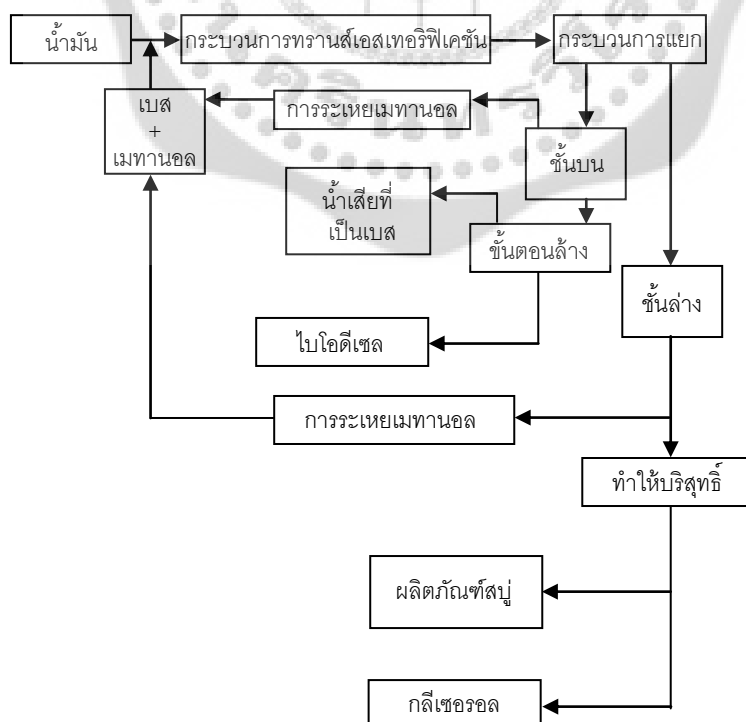 น้ำมัน
กระบวนการทรานส์เอสเทอริฟิเคชัน
กระบวนการแยก
เบส
+
เมทานอล
การระเหยเมทานอล
ชั้นบน
น้ำเสียที่
เป็นเบส
ขั้นตอนล้าง
ชั้นล่าง
ไบโอดีเซล
การระเหยเมทานอล
ทำให้บริสุทธิ์
ผลิตภัณฑ์สบู่
กลีเซอรอล